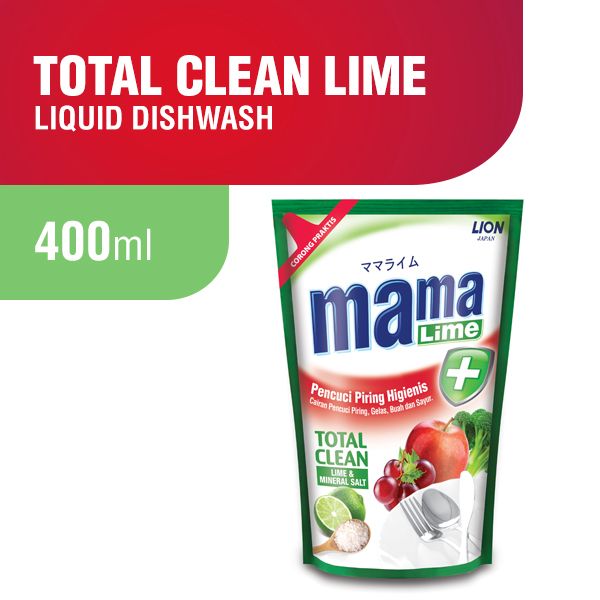 TOTAL CLEAN LIME
LIQUID DISHWASH
400ml
CORONG PRAKTIS
LION
JAPAN
ママライム
mama
Lime
Pencuci Piring Higienis
Cairan Pencuci Piring, Gelas, Buah dan Sayur.
TOTAL
CLEAN
LIME &
MINERAL SALT